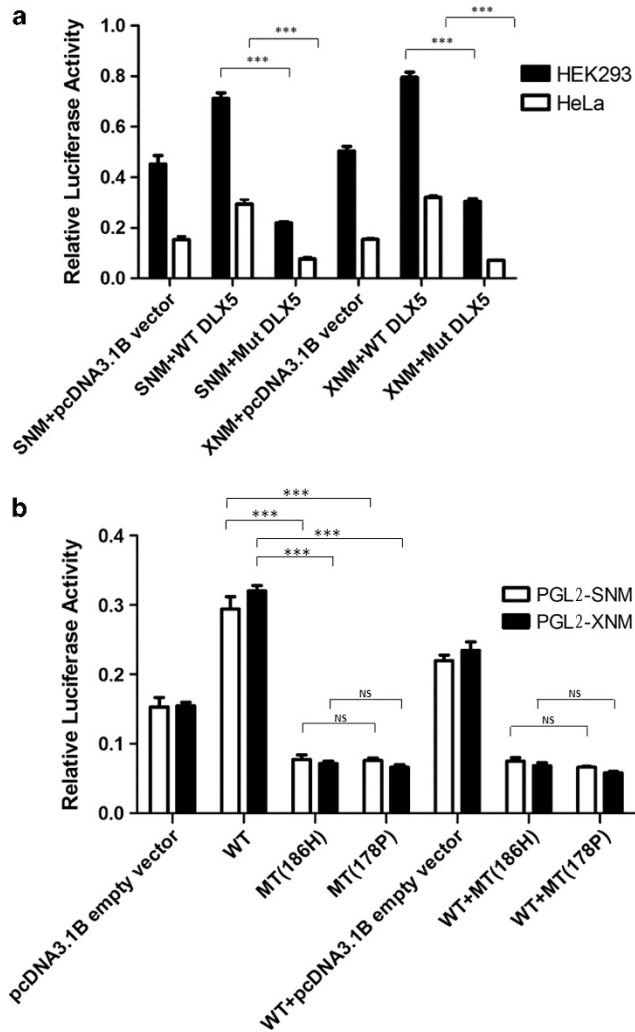 a
***
***
***
***
Relative Luciferase Activity
1.0
0.8
0.6
0.4
0.2
0.0
HEK293
HeLa
SNM+pcDNA3.1B vector
SNM+WT DLX5
SNM+Mut DLX5
XNM+pcDNA3.1B vector
XNM+WT DLX5
XNM+Mut DLX5
b
***
***
***
***
Relative Luciferase Activity
0.4
0.3
0.2
0.1
0.0
PGL2-SNM
PGL2-XNM
NS
NS
NS
NS
pcDNA3.1B empty vector
WT
MT(186H)
MT(178P)
WT+pcDNA3.1B empty vector
WT+MT(186H)
WT+MT(178P)